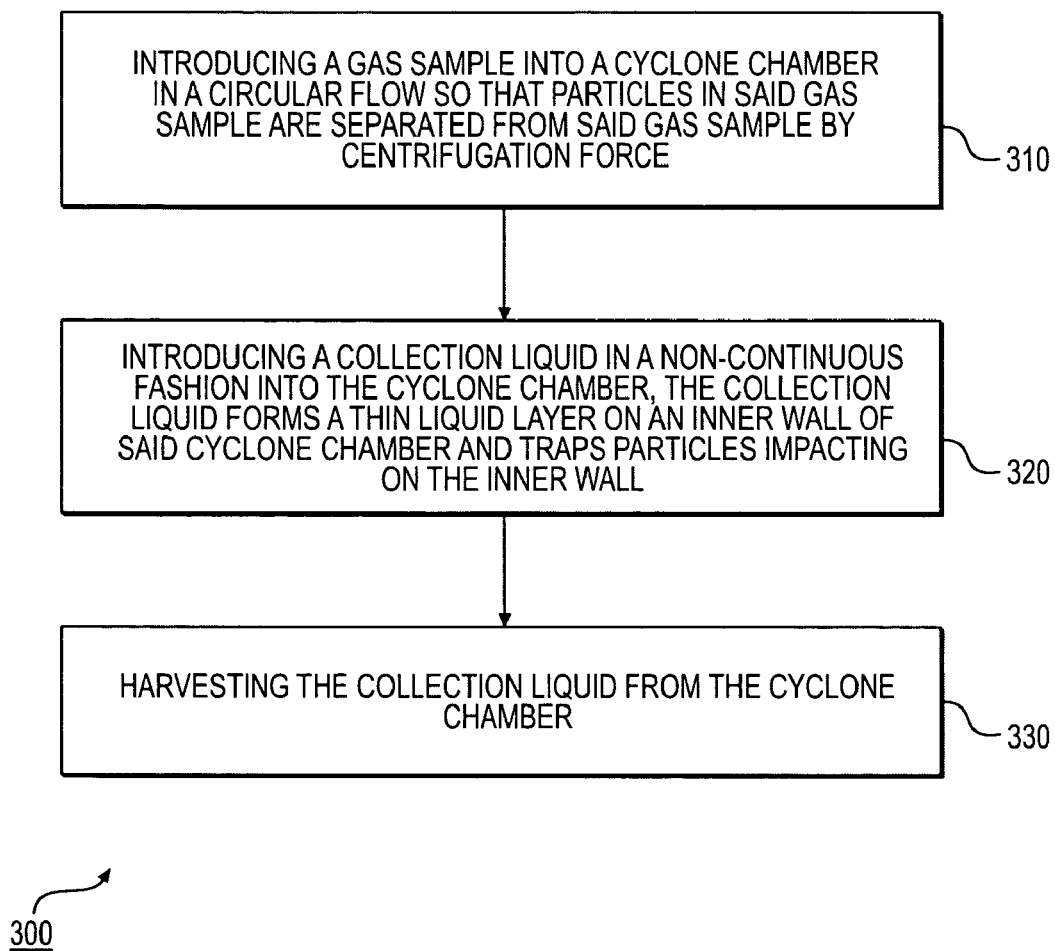 INTRODUCING A GAS SAMPLE INTO A CYCLONE CHAMBER
IN A CIRCULAR FLOW SO THAT PARTICLES IN SAID GAS
SAMPLE ARE SEPARATED FROM SAID GAS SAMPLE BY
CENTRIFUGATION FORCE
310
INTRODUCING A COLLECTION LIQUID IN A NON-CONTINUOUS
FASHION INTO THE CYCLONE CHAMBER, THE COLLECTION
LIQUID FORMS A THIN LIQUID LAYER ON AN INNER WALL OF
SAID CYCLONE CHAMBER AND TRAPS PARTICLES IMPACTING
ON THE INNER WALL
320
HARVESTING THE COLLECTION LIQUID FROM THE CYCLONE
CHAMBER
330
300